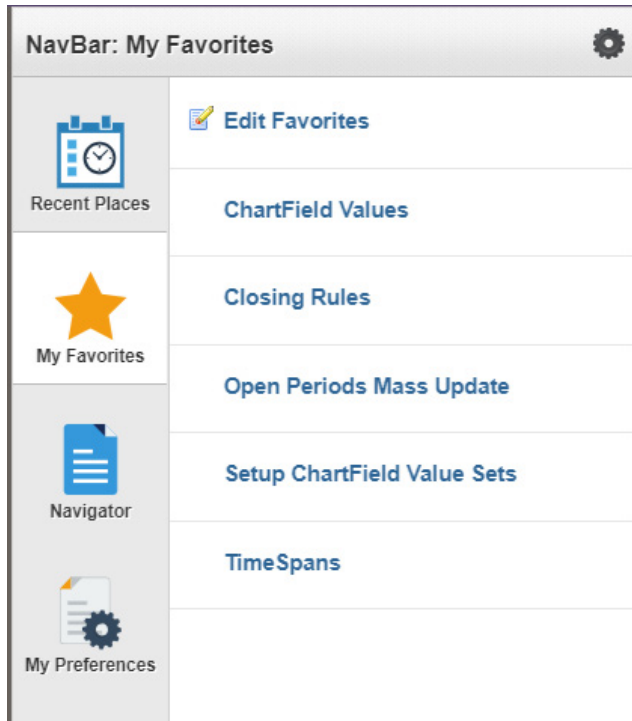 NavBar: My Favorites
Recent Places
My Favorites
Navigator
My Preferences
Edit Favorites
ChartField Values
Closing Rules
Open Periods Mass Update
Setup ChartField Value Sets
TimeSpans